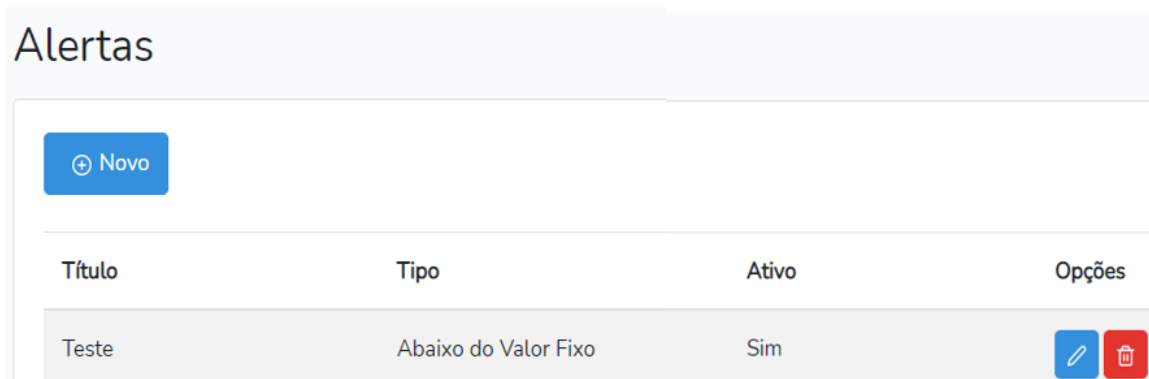 Alertas
Novo
Título Tipo Ativo Opções
Teste Abaixo do Valor Fixo Sim